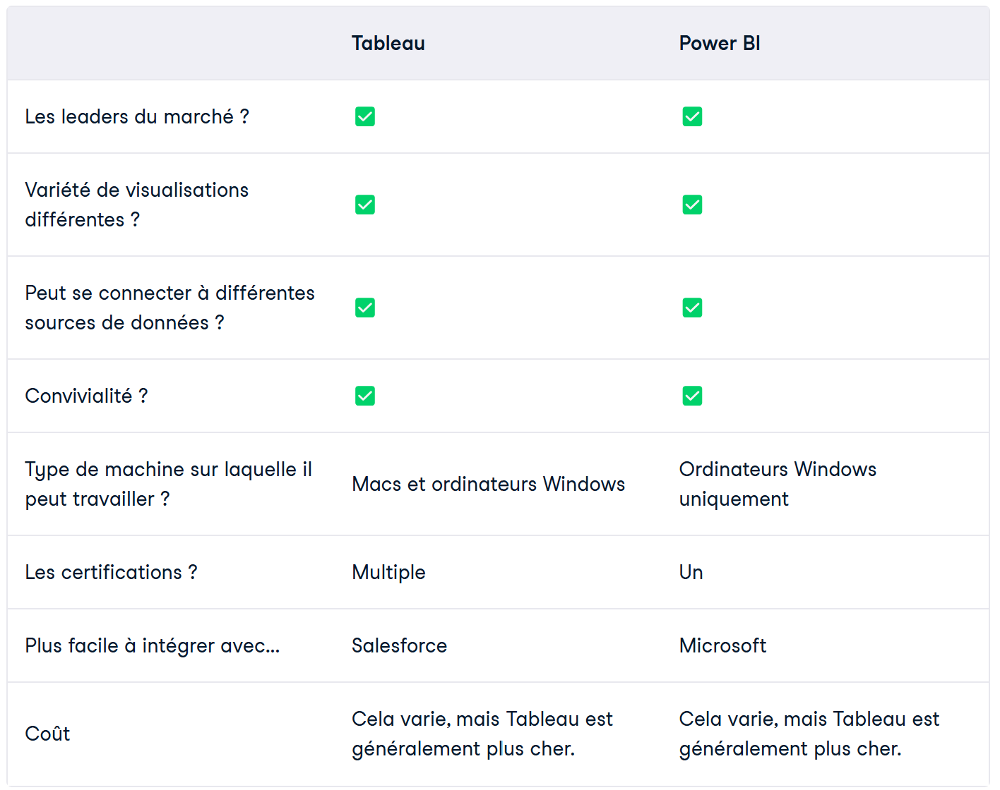 Tableau Power BI
Les leaders du marché ? ✅ ✅
Variété de visualisations
différentes ? ✅ ✅
Peut se connecter à différentes
sources de données ? ✅ ✅
Convivialité ? ✅ ✅
Type de machine sur laquelle il
peut travailler ?
Macs et ordinateurs Windows
Ordinateurs Windows
uniquement
Les certifications ? Multiple Un
Plus facile à intégrer avec... Salesforce Microsoft
Coût
Cela varie, mais Tableau est
généralement plus cher.
Cela varie, mais Tableau est
généralement plus cher.